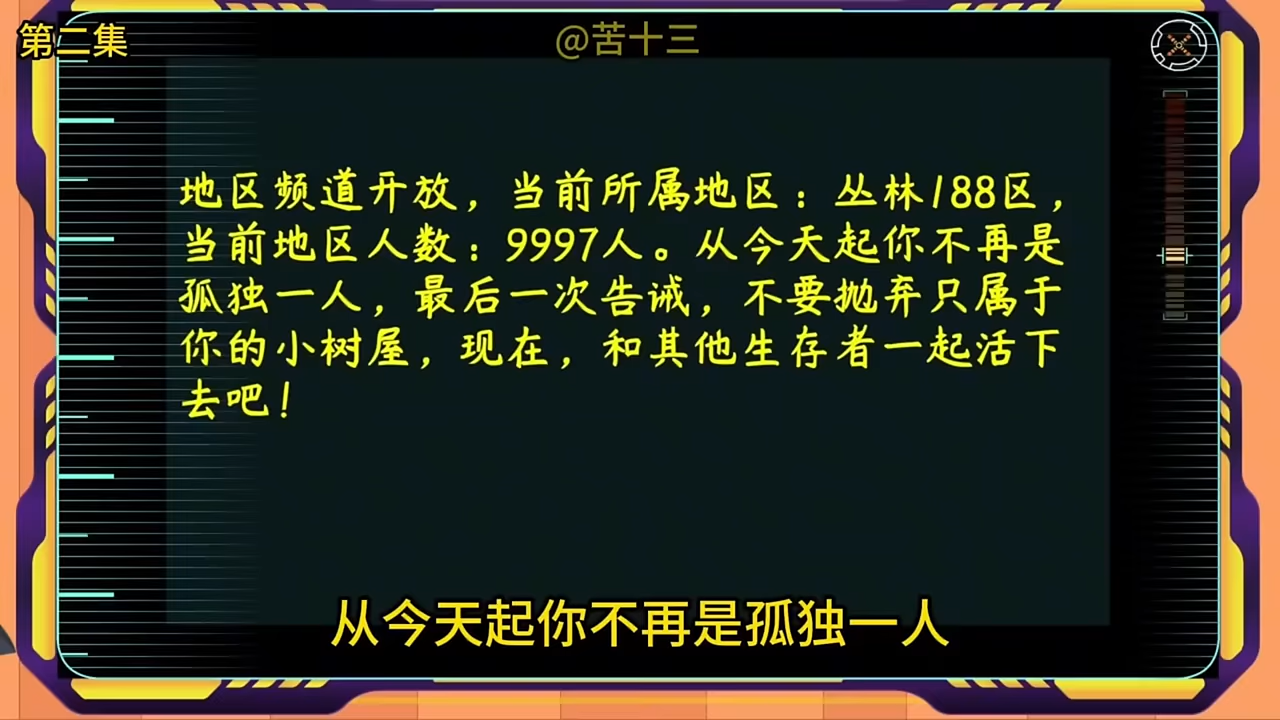 第二集
@苦十三
地区频道开放，当前所属地区：丛林188区，
当前地区人数：9997人。从今天起你不再是
孤独一人，最后一次告诫，不要抛弃只属于
你的小树屋，现在，和其他生存者一起活下
去吧！
从今天起你不再是孤独一人